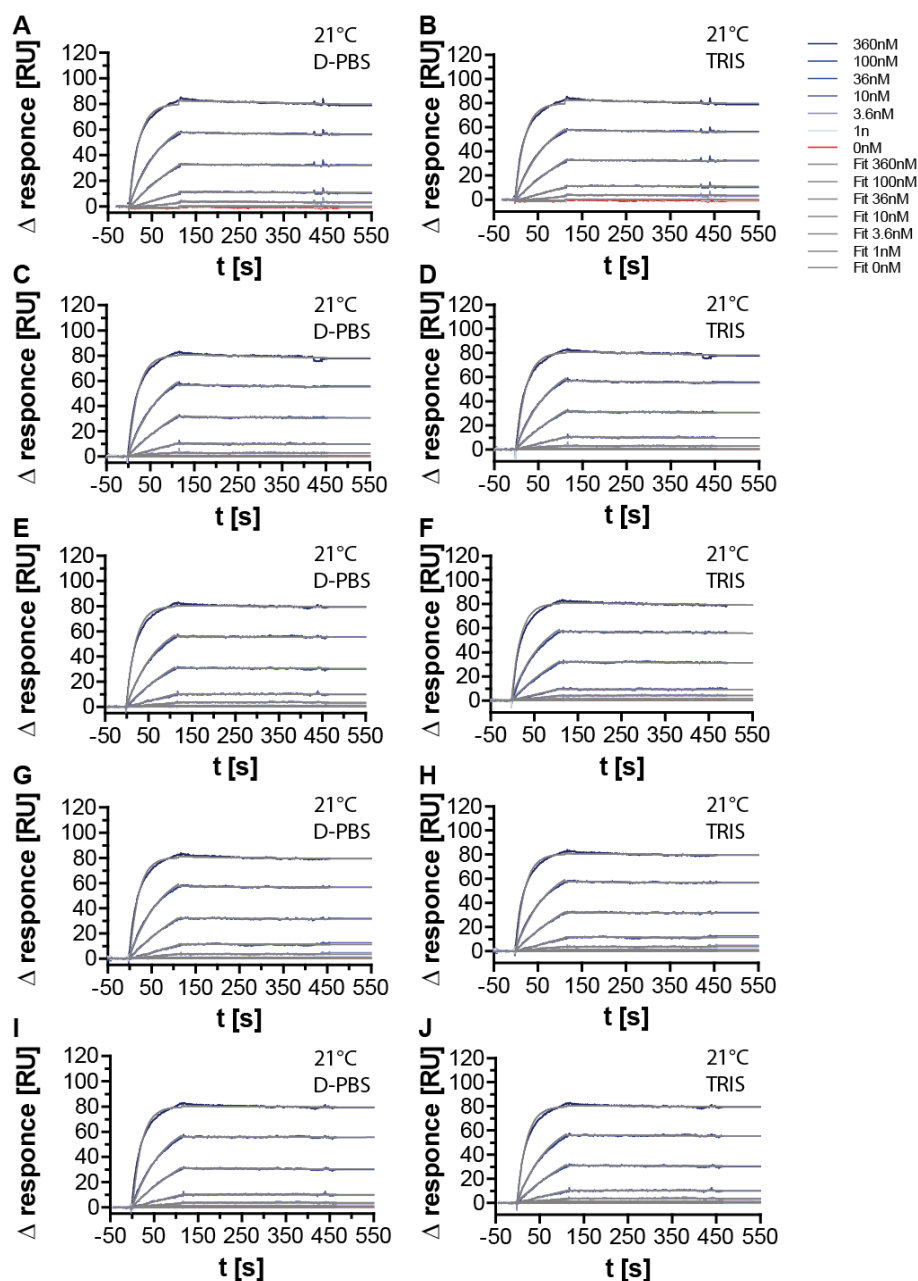 A
21°C
D-PBS
Δ responce [RU]
120
100
80
60
40
20
0
-50 50 150 250 350 450 550
t [s]
B
21°C
TRIS
Δ responce [RU]
120
100
80
60
40
20
0
-50 50 150 250 350 450 550
t [s]
360nM
100nM
36nM
10nM
3.6nM
1n
0nM
Fit 360nM
Fit 100nM
Fit 36nM
Fit 10nM
Fit 3.6nM
Fit 1nM
Fit 0nM
C
21°C
D-PBS
Δ responce [RU]
120
100
80
60
40
20
0
-50 50 150 250 350 450 550
t [s]
D
21°C
TRIS
Δ responce [RU]
120
100
80
60
40
20
0
-50 50 150 250 350 450 550
t [s]
E
21°C
D-PBS
Δ responce [RU]
120
100
80
60
40
20
0
-50 50 150 250 350 450 550
t [s]
F
21°C
TRIS
Δ responce [RU]
120
100
80
60
40
20
0
-50 50 150 250 350 450 550
t [s]
G
21°C
D-PBS
Δ responce [RU]
120
100
80
60
40
20
0
-50 50 150 250 350 450 550
t [s]
H
21°C
TRIS
Δ responce [RU]
120
100
80
60
40
20
0
-50 50 150 250 350 450 550
t [s]
I
21°C
D-PBS
Δ responce [RU]
120
100
80
60
40
20
0
-50 50 150 250 350 450 550
t [s]
J
21°C
TRIS
Δ responce [RU]
120
100
80
60
40
20
0
-50 50 150 250 350 450 550
t [s]